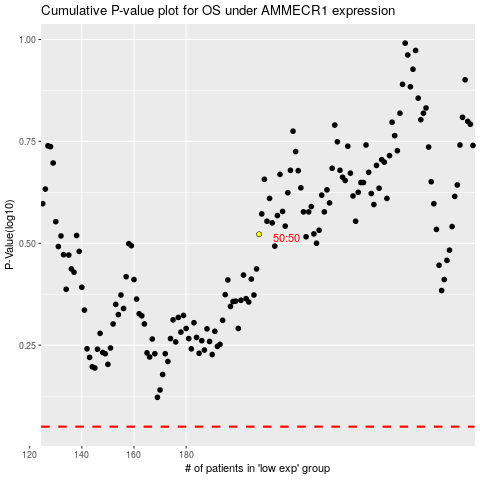 Cumulative P-value plot for OS under AMMECR1 expression
P-Value(log10)
1.00
0.75
0.50
0.25
50:50
120 140 160 180
# of patients in 'low exp' group